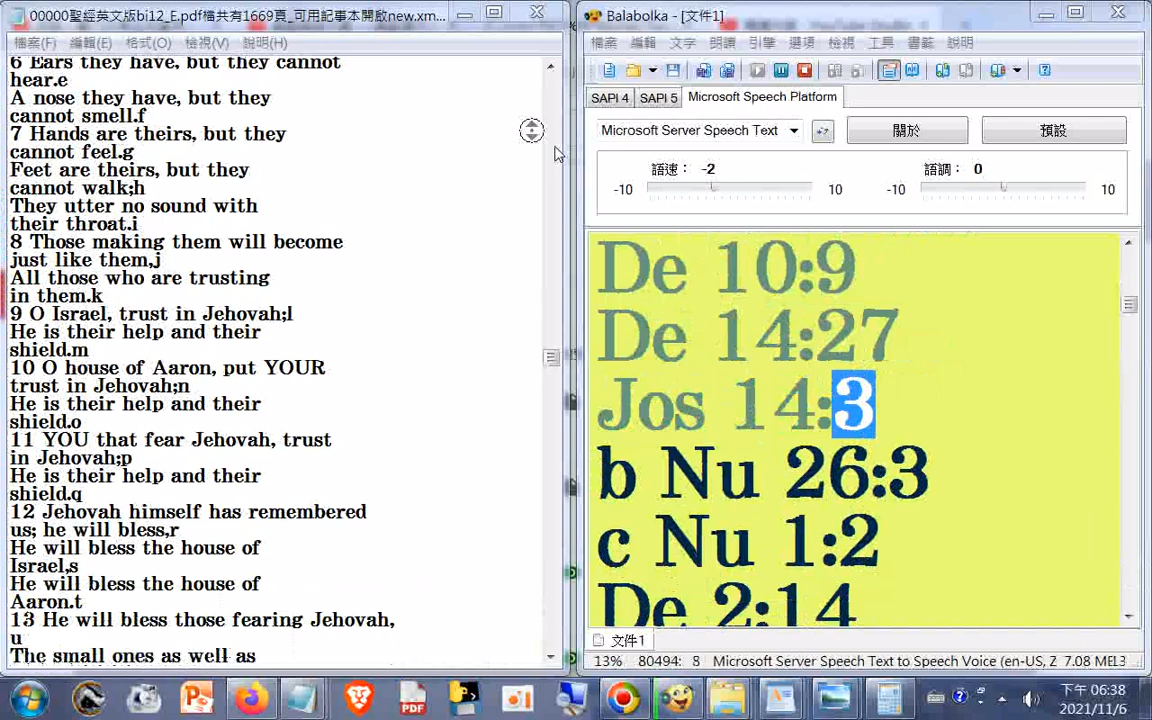 00000聖經英文版bi12_E.pdf檔共有1669頁_可用記事本開啟new.xm...
檔案(F) 編輯(E) 格式(O) 檢視(V) 說明(H)
6 Ears they have, but they cannot
hear.e
A nose they have, but they
cannot smell.f
7 Hands are theirs, but they
cannot feel.g
Feet are theirs, but they
cannot walk;h
They utter no sound with
their throat.i
8 Those making them will become
just like them,j
All those who are trusting
in them.k
9 O Israel, trust in Jehovah;l
He is their help and their
shield.m
10 O house of Aaron, put YOUR
trust in Jehovah;n
He is their help and their
shield.o
11 YOU that fear Jehovah, trust
in Jehovah;p
He is their help and their
shield.q
12 Jehovah himself has remembered
us; he will bless,r
He will bless the house of
Israel,s
He will bless the house of
Aaron.t
13 He will bless those fearing Jehovah,
u
The small ones as well as
Balabolka - [文件1]
檔案 編輯 文字 朗讀 引擎 選項 檢視 工具 書籤 說明
SAPI 4 SAPI 5 Microsoft Speech Platform
Microsoft Server Speech Text 關於 預設
語速: -2 語調: 0
-10 10 -10 10
De 10:9
De 14:27
Jos 14:3
b Nu 26:3
c Nu 1:2
De 2:14
文件1
13% 80494: 8 Microsoft Server Speech Text to Speech Voice (en-US, Z 7.08 MB
PDF
下午 06:38
2021/11/6